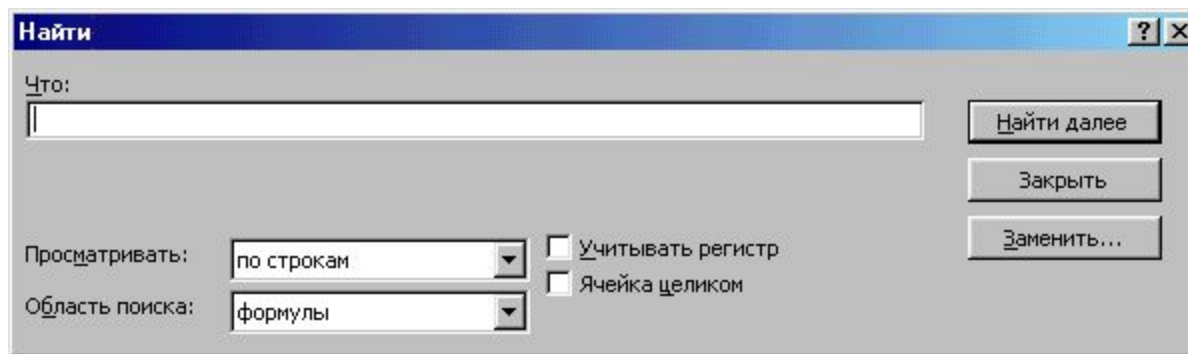 Найти
Что:
Найти далее
Закрыть
Заменить...
Просматривать:
по строкам
Учитывать регистр
Ячейка целиком
Область поиска:
формулы